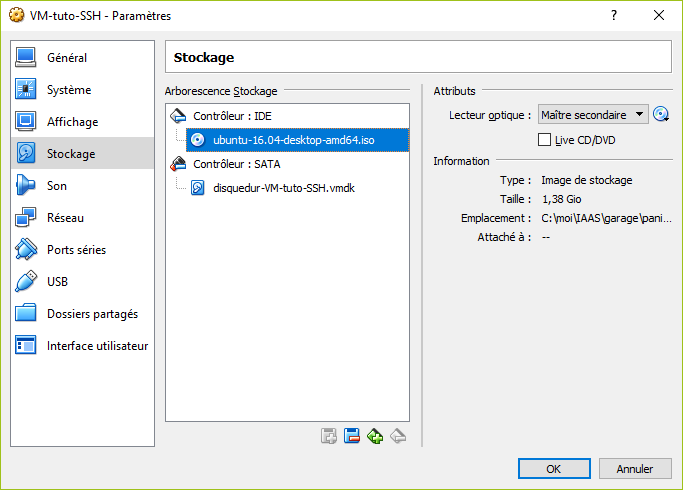 VM-tuto-SSH - Paramètres
?
Général
Système
Affichage
Stockage
Son
Réseau
Ports séries
USB
Dossiers partagés
Interface utilisateur
Stockage
Arborescence Stockage
Contrôleur : IDE
ubuntu-16.04-desktop-amd64.iso
Contrôleur : SATA
disquedur-VM-tuto-SSH.vmdk
Attributs
Lecteur optique : Maître secondaire
Live CD/DVD
Information
Type : Image de stockage
Taille : 1,38 Gio
Emplacement : C:\moi\IAAS\garage\pani...
Attaché à : --
OK
Annuler